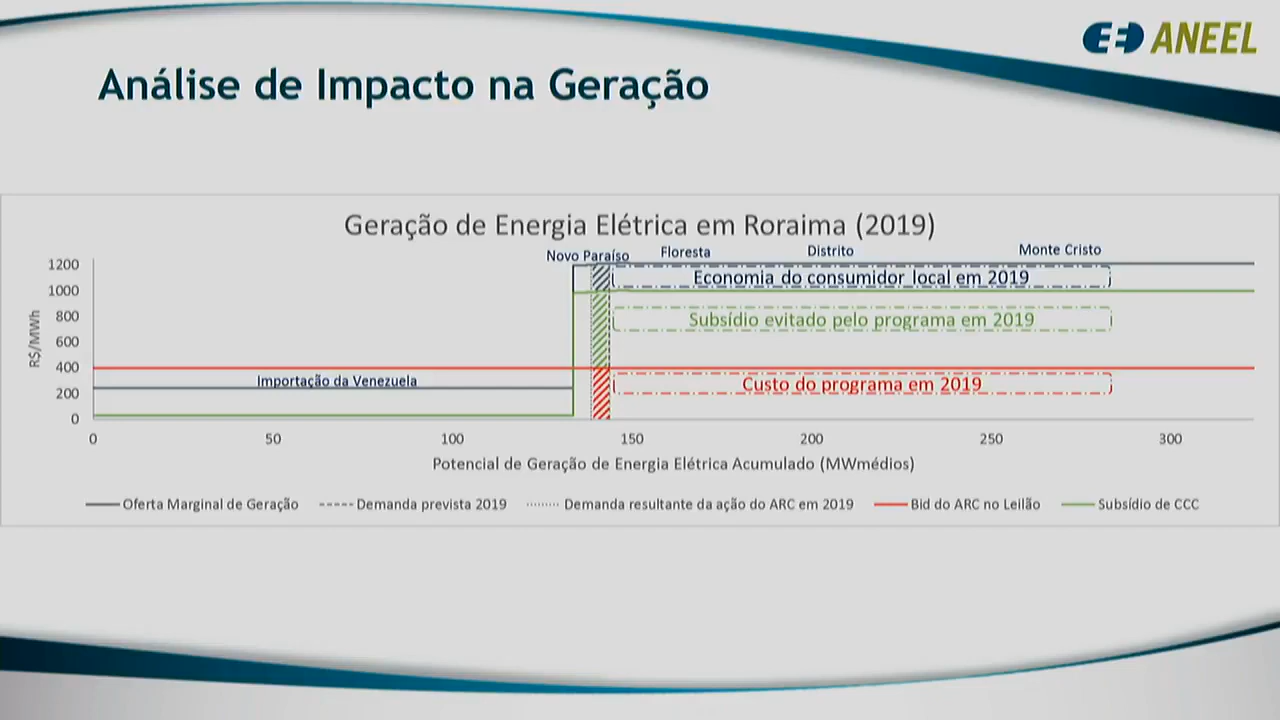 ANEEL
Análise de Impacto na Geração
Geração de Energia Elétrica em Roraima (2019)
Novo Paraíso
Floresta
Distrito
Monte Cristo
1200
1000
800
600
400
200
0
R$/MWh
Economia do consumidor local em 2019
Subsídio evitado pelo programa em 2019
Importação da Venezuela
Custo do programa em 2019
0 50 100 150 200 250 300
Potencial de Geração de Energia Elétrica Acumulado (MWmédios)
Oferta Marginal de Geração Demanda prevista 2019 Demanda resultante da ação do ARC em 2019 Bid do ARC no Leilão Subsídio de CCC